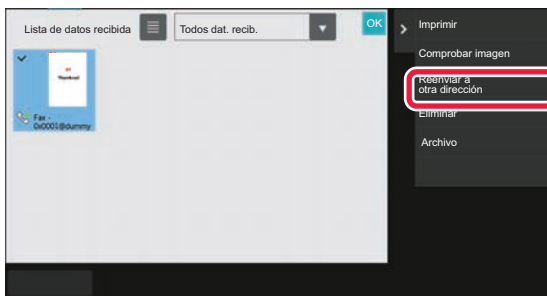 Lista de datos recibida
Todos dat. recib.
OK
Thumbnail
Fax -
0x0001@dummy
Imprimir
Comprobar imagen
Reenviar a
otra dirección
Eliminar
Archivo